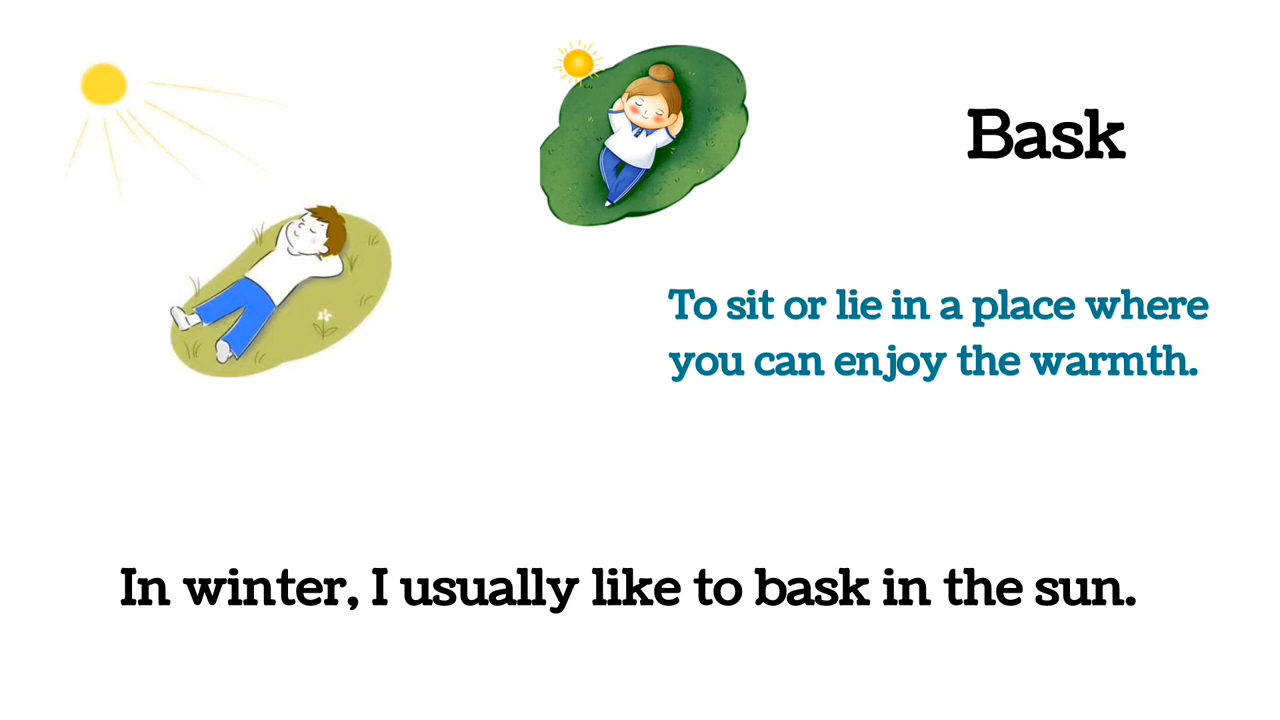 Bask
To sit or lie in a place where
you can enjoy the warmth.
In winter, I usually like to bask in the sun.